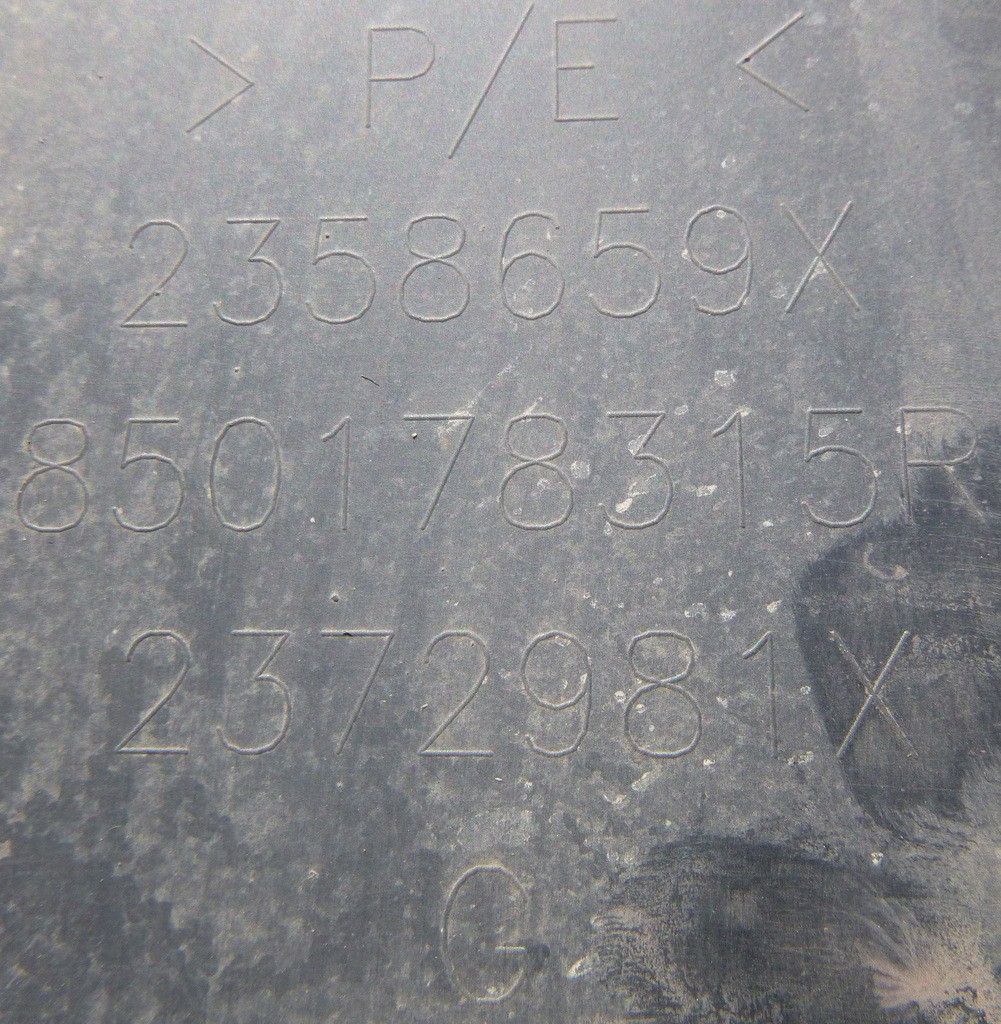 > P/E <
2358659X
850178315R
2372981X
G